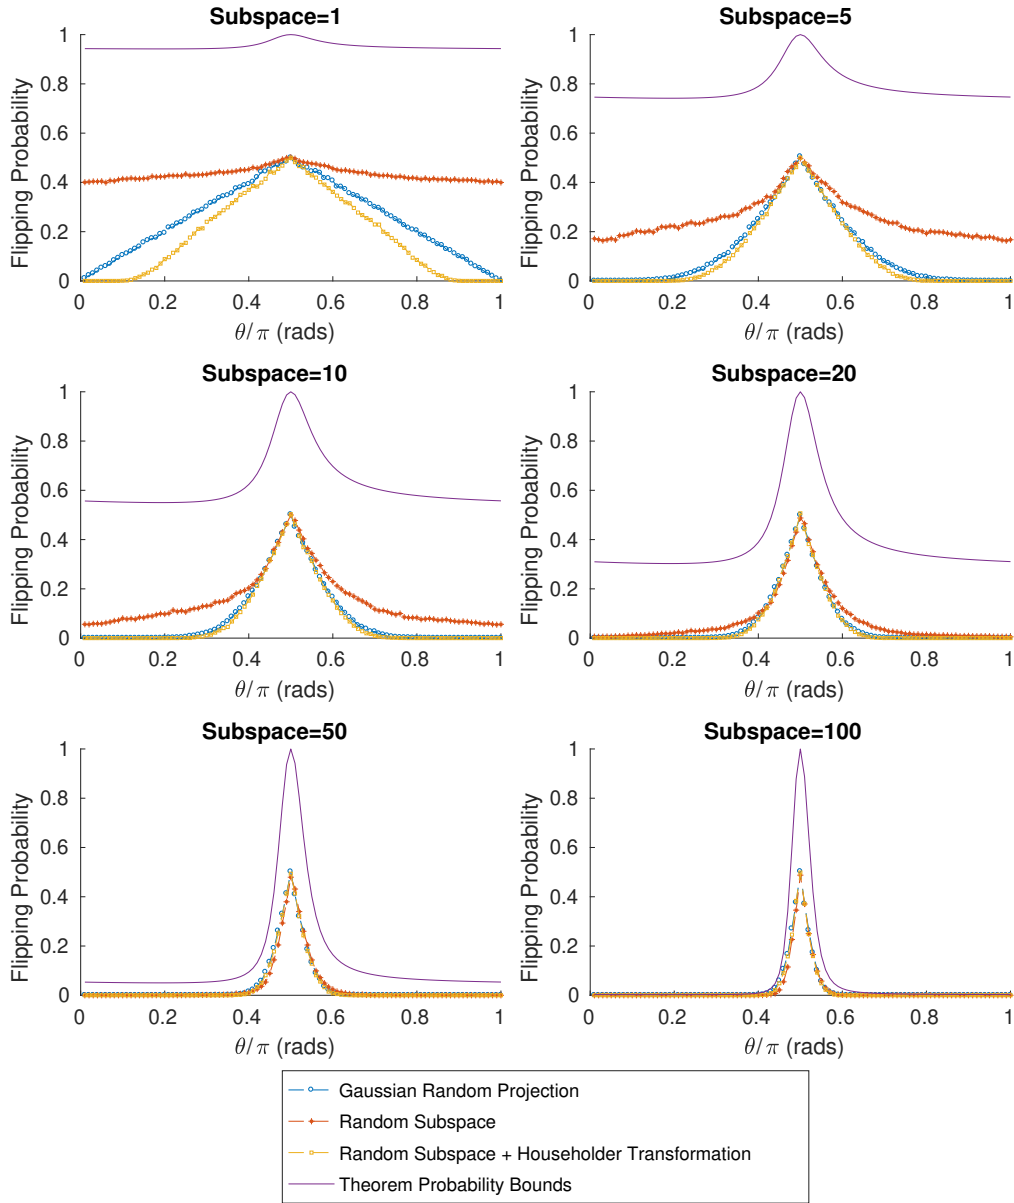 Subspace=1
Flipping Probability
1
0.8
0.6
0.4
0.2
0
0 0.2 0.4 0.6 0.8 1
θ/π (rads)
Subspace=5
Flipping Probability
1
0.8
0.6
0.4
0.2
0
0 0.2 0.4 0.6 0.8 1
θ/π (rads)
Subspace=10
Flipping Probability
1
0.8
0.6
0.4
0.2
0
0 0.2 0.4 0.6 0.8 1
θ/π (rads)
Subspace=20
Flipping Probability
1
0.8
0.6
0.4
0.2
0
0 0.2 0.4 0.6 0.8 1
θ/π (rads)
Subspace=50
Flipping Probability
1
0.8
0.6
0.4
0.2
0
0 0.2 0.4 0.6 0.8 1
θ/π (rads)
Subspace=100
Flipping Probability
1
0.8
0.6
0.4
0.2
0
0 0.2 0.4 0.6 0.8 1
θ/π (rads)
Gaussian Random Projection
Random Subspace
Random Subspace + Householder Transformation
Theorem Probability Bounds